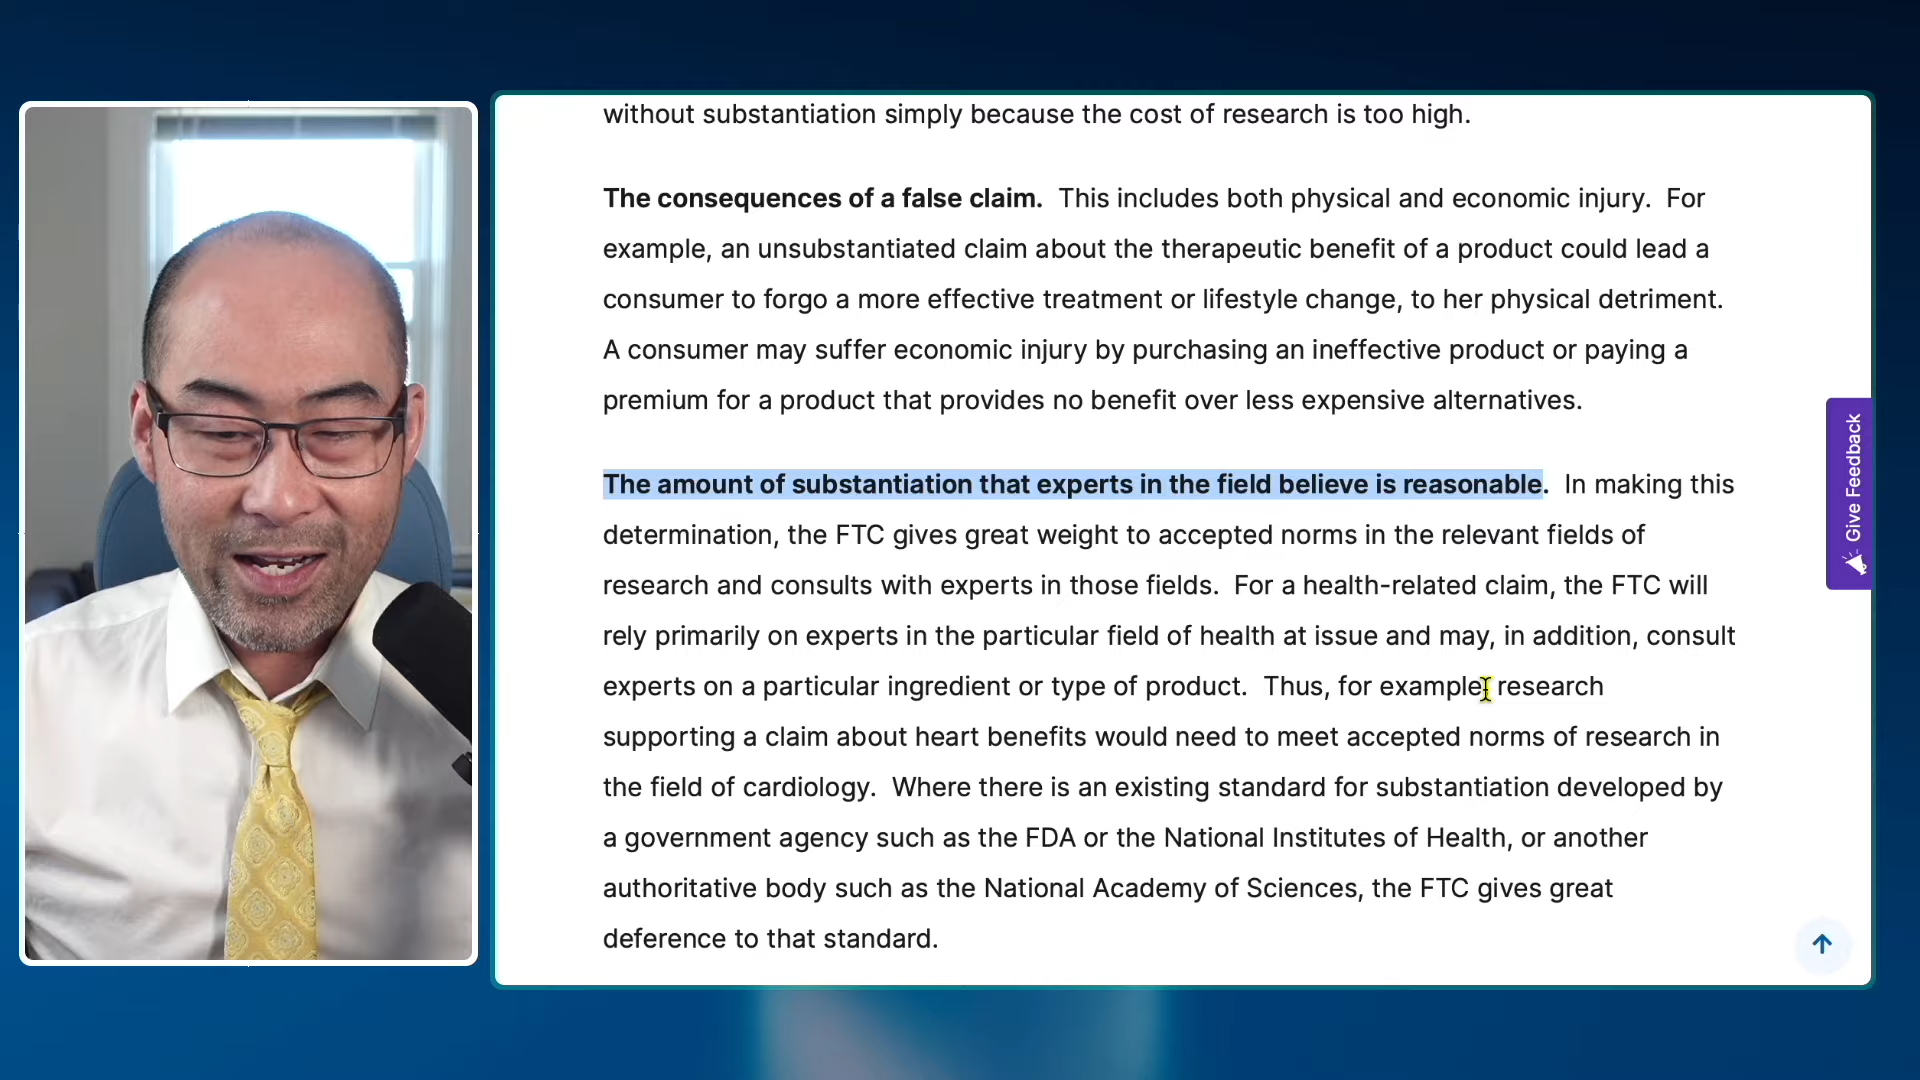 without substantiation simply because the cost of research is too high.
The consequences of a false claim. This includes both physical and economic injury. For
example, an unsubstantiated claim about the therapeutic benefit of a product could lead a
consumer to forgo a more effective treatment or lifestyle change, to her physical detriment.
A consumer may suffer economic injury by purchasing an ineffective product or paying a
premium for a product that provides no benefit over less expensive alternatives.
The amount of substantiation that experts in the field believe is reasonable. In making this
determination, the FTC gives great weight to accepted norms in the relevant fields of
research and consults with experts in those fields. For a health-related claim, the FTC will
rely primarily on experts in the particular field of health at issue and may, in addition, consult
experts on a particular ingredient or type of product. Thus, for example, research
supporting a claim about heart benefits would need to meet accepted norms of research in
the field of cardiology. Where there is an existing standard for substantiation developed by
a government agency such as the FDA or the National Institutes of Health, or another
authoritative body such as the National Academy of Sciences, the FTC gives great
deference to that standard.
Give Feedback